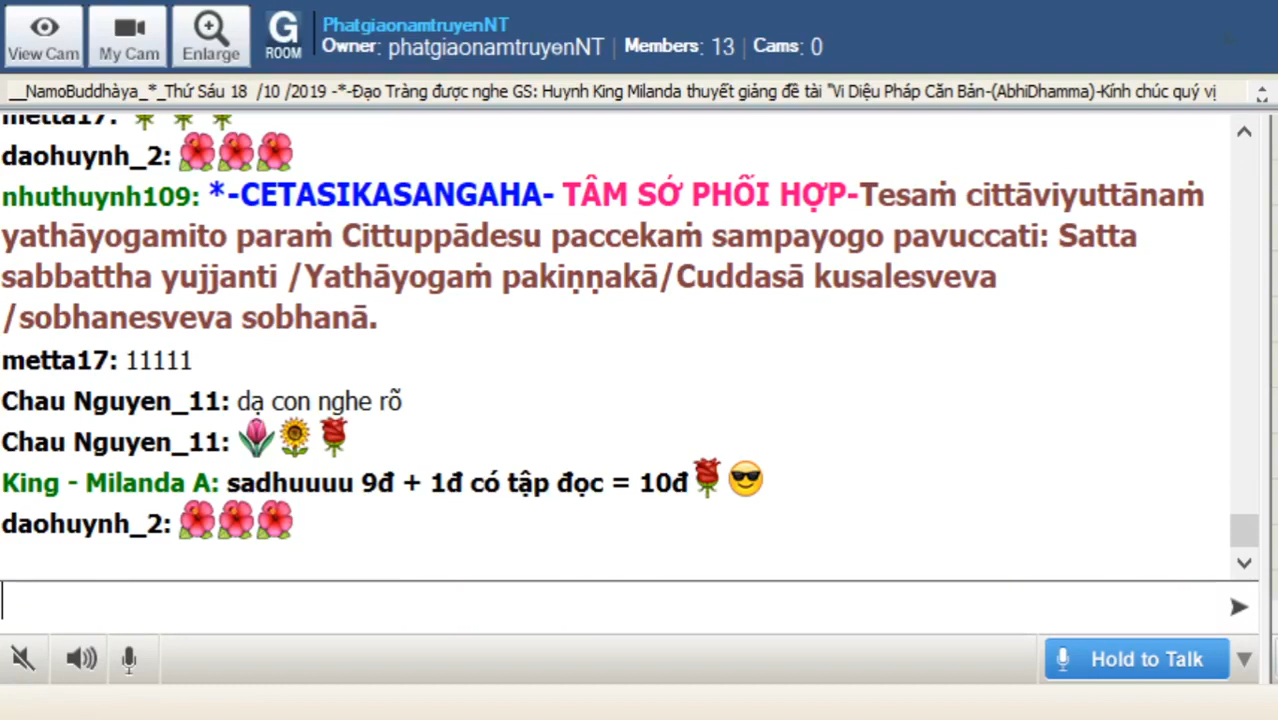 PhatgiaonamtruyenNT
View Cam
My Cam
Enlarge
G
ROOM
Owner: phatgiaonamtruyenNT | Members: 13 | Cams: 0
__NamoBuddhàya_*_Thứ Sáu 18 /10 /2019 -*-Đạo Tràng được nghe GS: Huynh King Milanda thuyết giảng đề tài "Vi Diệu Pháp Căn Bản-(AbhiDhamma)-Kính chúc quý vị
metta17:
daohuynh_2:
nhuthuynh109: *-CETASIKASANGAHA- TÂM SỚ PHỐI HỢP-Tesaṁ cittāviyuttānaṁ
yathāyogamito paraṁ Cittuppādesu paccekaṁ sampayogo pavuccati: Satta
sabbattha yujjanti /Yathāyogaṁ pakiṇṇakā/Cuddasā kusalesveva
/sobhanesveva sobhanā.
metta17: 11111
Chau Nguyen_11: dạ con nghe rõ
Chau Nguyen_11:
King - Milanda A: sadhuuuu 9đ + 1đ có tập đọc = 10đ
daohuynh_2:
Hold to Talk